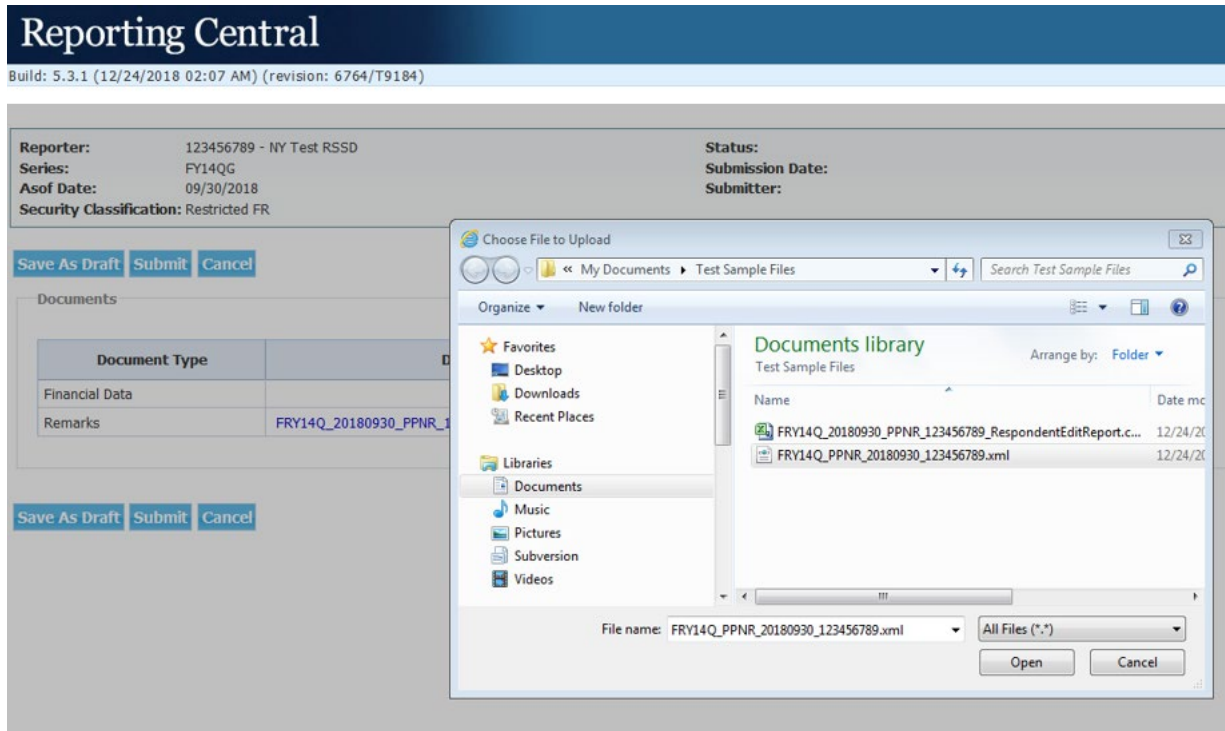 Reporting Central
Build: 5.3.1 (12/24/2018 02:07 AM) (revision: 6764/T9184)
Reporter: 123456789 - NY Test RSSD Status:
Series: FY14QG Submission Date:
Asof Date: 09/30/2018 Submitter:
Security Classification: Restricted FR
Save As Draft Submit Cancel
Documents
Document Type D
Financial Data
Remarks FRY14Q_20180930_PPNR_1
Save As Draft Submit Cancel
Choose File to Upload
« My Documents Test Sample Files Search Test Sample Files
Organize New folder
Favorites
Desktop
Downloads
Recent Places
Libraries
Documents
Music
Pictures
Subversion
Videos
Documents library Arrange by: Folder
Test Sample Files
Name Date mo
FRY14Q_20180930_PPNR_123456789_RespondentEditReport.c... 12/24/20
FRY14Q_PPNR_20180930_123456789.xml 12/24/20
File name: FRY14Q_PPNR_20180930_123456789.xml All Files (*.*)
Open Cancel